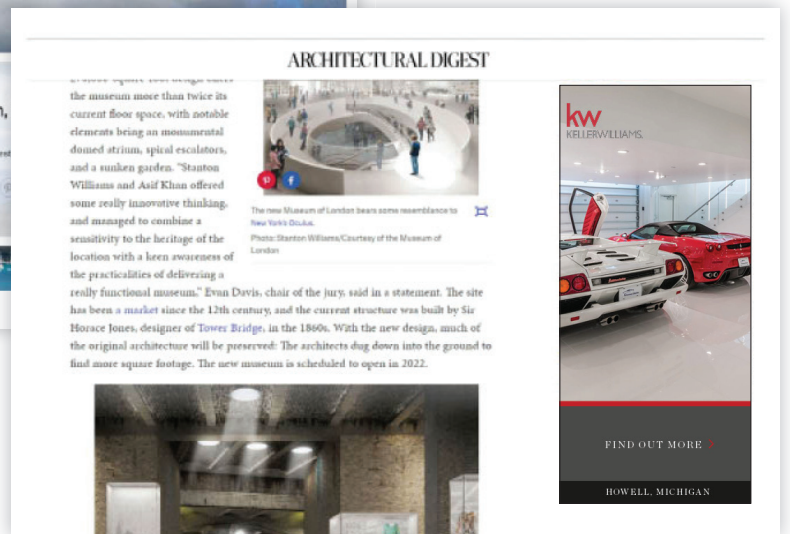 ARCHITECTURAL DIGEST
the museum more than twice its
current floor space, with notable
elements being an monumental
domed atrium, spiral escalators,
and a sunken garden. "Stanton
Williams and Asif Khan offered
some really innovative thinking,
and managed to combine a
sensitivity to the heritage of the
location with a keen awareness of
the practicalities of delivering a
really functional museum," Evan Davis, chair of the jury, said in a statement. The site
has been a market since the 12th century, and the current structure was built by Sir
Horace Jones, designer of Tower Bridge, in the 1860s. With the new design, much of
the original architecture will be preserved: The architects dug down into the ground to
find more square footage. The new museum is scheduled to open in 2022.
The new Museum of London bears some resemblance to
New York's Oculus.
Photo: Stanton Williams/Courtesy of the Museum of
London
kw
KELLERWILLIAMS.
FIND OUT MORE >
HOWELL, MICHIGAN